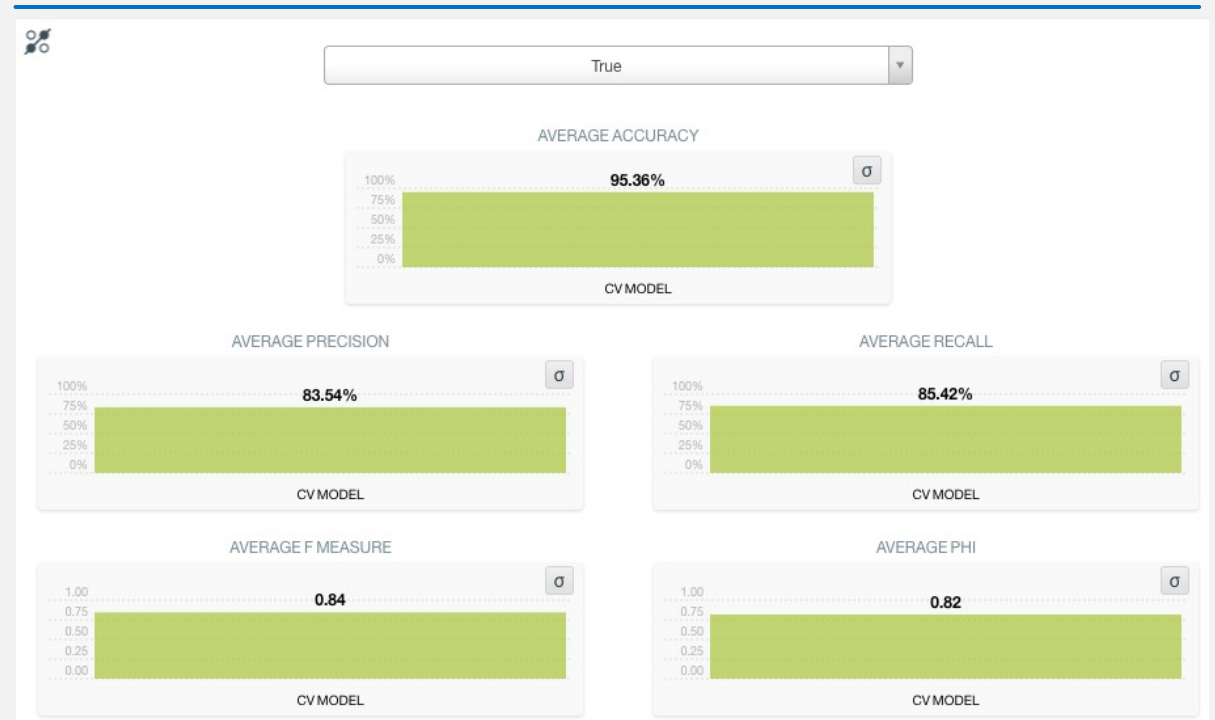 True
AVERAGE ACCURACY
σ
100%
95.36%
75%
50%
25%
0%
CV MODEL
AVERAGE PRECISION
AVERAGE RECALL
σ
σ
100%
83.54%
100%
85.42%
75%
75%
50%
50%
25%
25%
0%
0%
CV MODEL
CV MODEL
AVERAGE F MEASURE
AVERAGE PHI
σ
σ
1.00
0.84
1.00
0.82
0.75
0.75
0.50
0.50
0.25
0.25
0.00
0.00
CV MODEL
CV MODEL